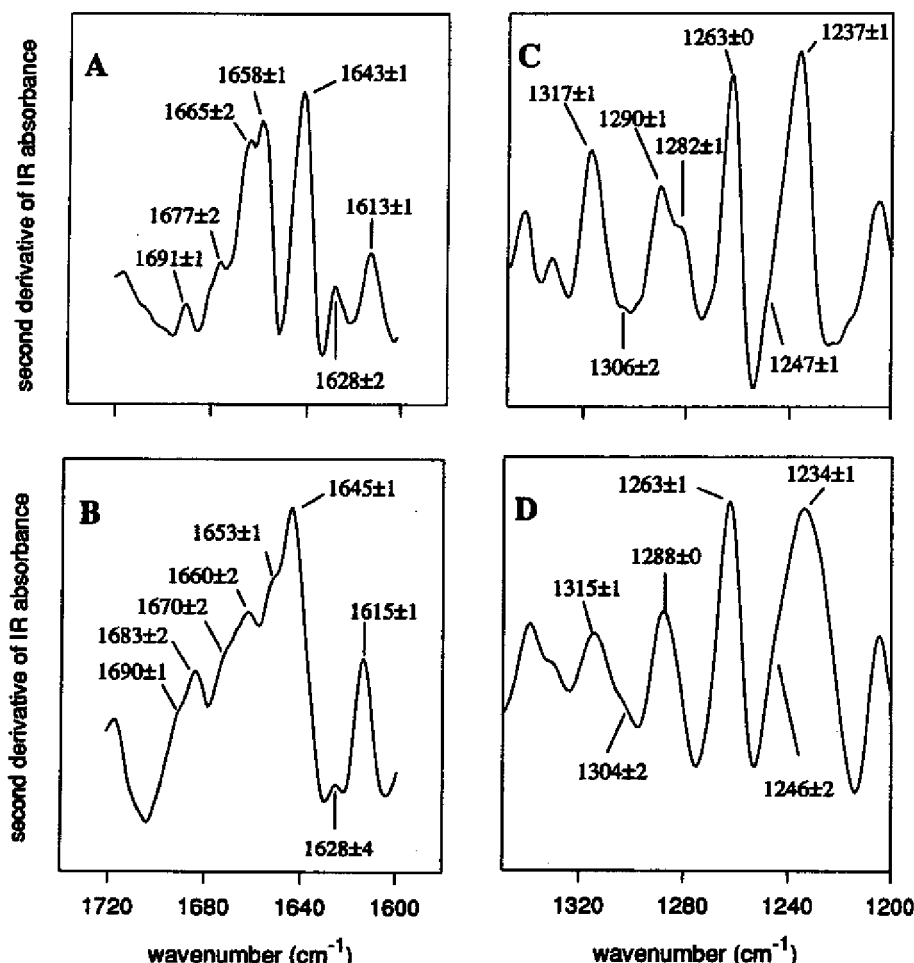 second derivative of IR absorbance
A
1658±1
1643±1
1665±2
1677±2
1691±1
1613±1
1628±2
C
1263±0
1237±1
1317±1
1290±1
1282±1
1306±2
1247±1
second derivative of IR absorbance
B
1645±1
1653±1
1660±2
1670±2
1683±2
1690±1
1615±1
1628±4
1720 1680 1640 1600
wavenumber (cm⁻¹)
D
1263±1
1234±1
1288±0
1315±1
1304±2
1246±2
1320 1280 1240 1200
wavenumber (cm⁻¹)